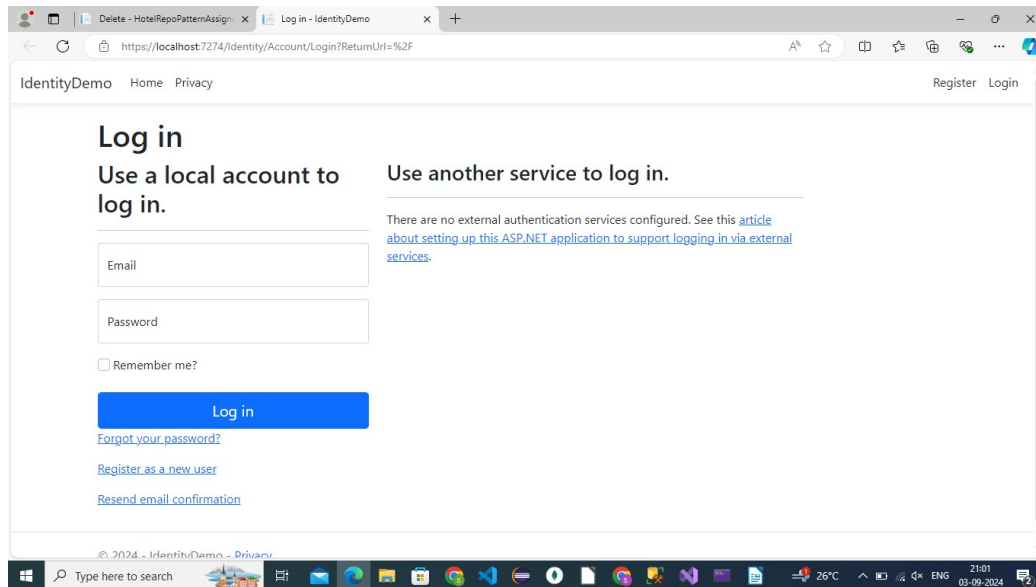 Delete - HotelRepoPatternAssign
Log in - IdentityDemo
https://localhost:7274/Identity/Account/Login?ReturnUrl=%2F
IdentityDemo Home Privacy Register Login
Log in
Use a local account to
log in.
Email
Password
Remember me?
Log in
Forgot your password?
Register as a new user
Resend email confirmation
Use another service to log in.
There are no external authentication services configured. See this article
about setting up this ASP.NET application to support logging in via external
services.
© 2024 - IdentityDemo - Privacy
Type here to search
26°C
ENG
21:01
03-09-2024